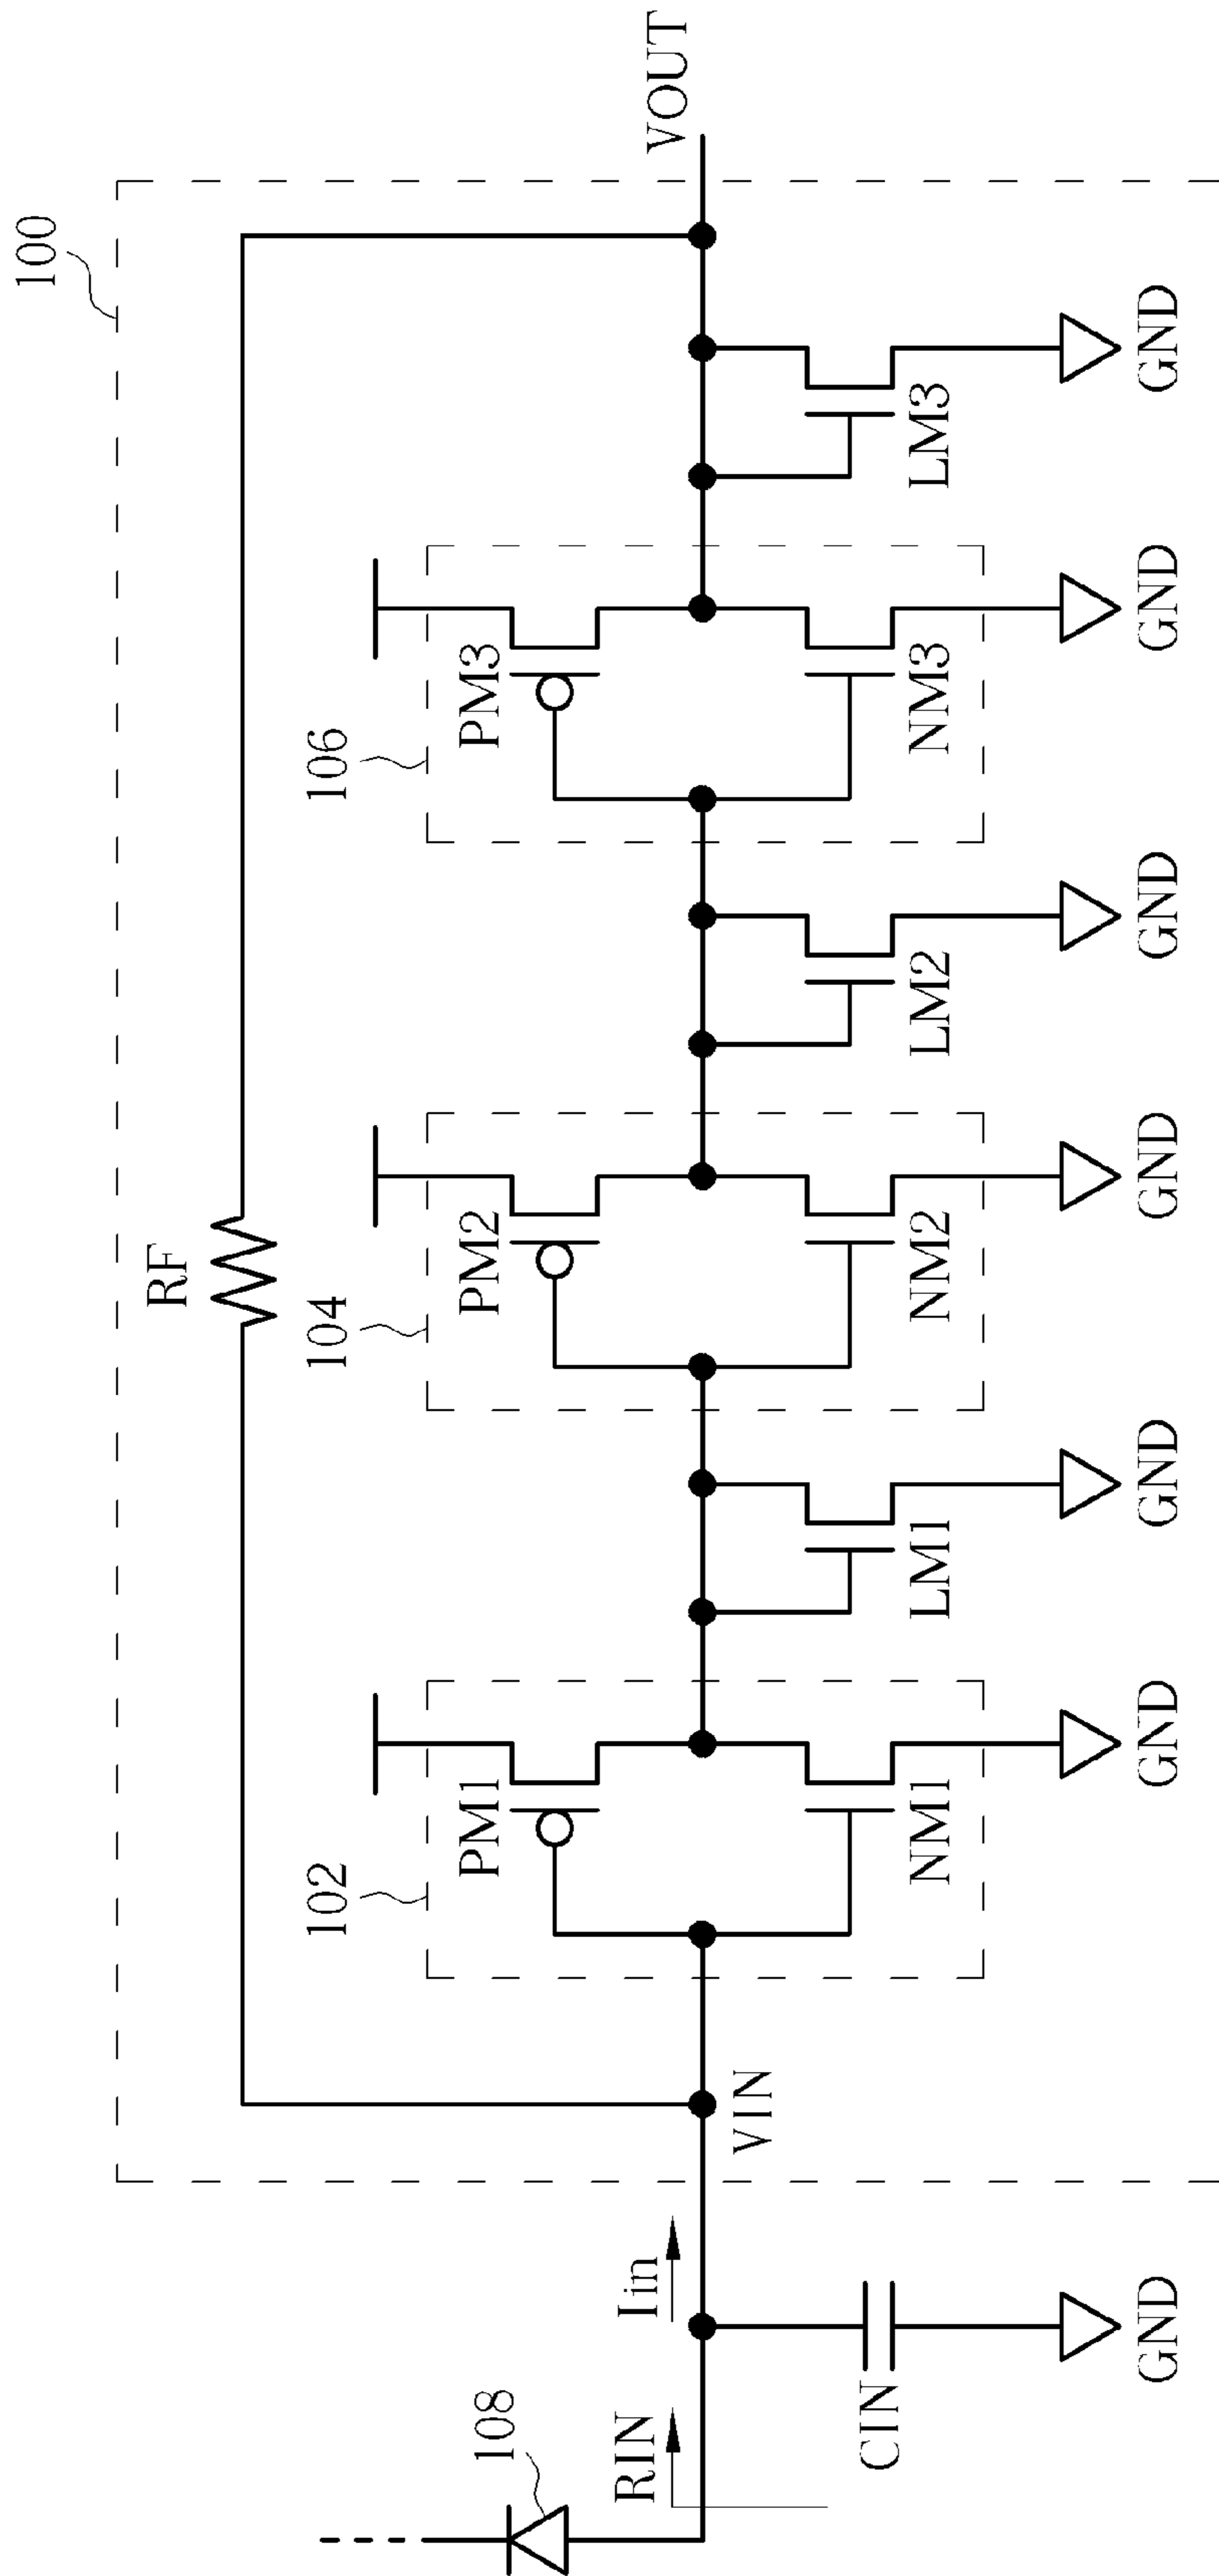 100
RF
VOUT
102
104
106
PM1
PM2
PM3
108
RIN
Iin
VIN
CIN
NM1
LM1
NM2
LM2
NM3
LM3
GND
GND
GND
GND
GND
GND
GND